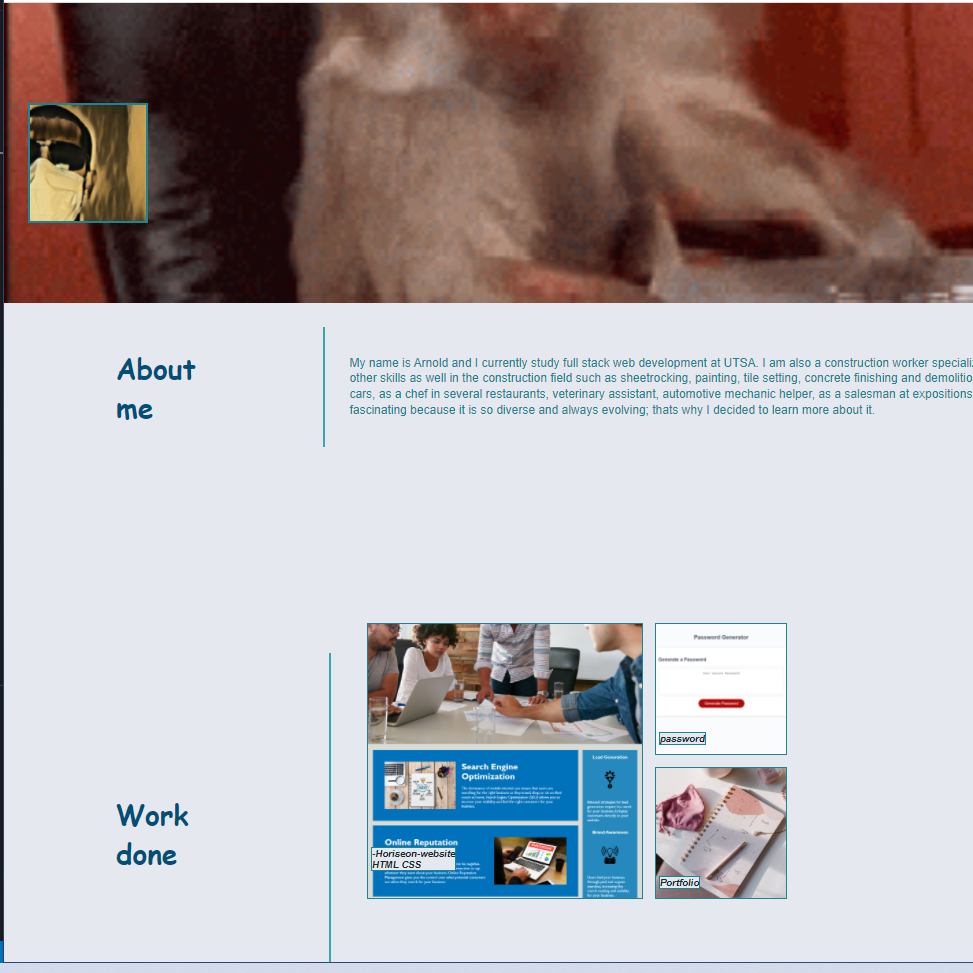 About
me
My name is Arnold and I currently study full stack web development at UTSA. I am also a construction worker speciali
other skills as well in the construction field such as sheetrocking, painting, tile setting, concrete finishing and demolitio
cars, as a chef in several restaurants, veterinary assistant, automotive mechanic helper, as a salesman at expositions
fascinating because it is so diverse and always evolving; thats why I decided to learn more about it.
Work
done
Search Engine
Optimization
Online Reputation
-Horiseon-website
HTML CSS
Lead Generation
Brand Awareness
Password Generator
Generate a Password
Your Secure Password
Generate Password
password
Portfolio